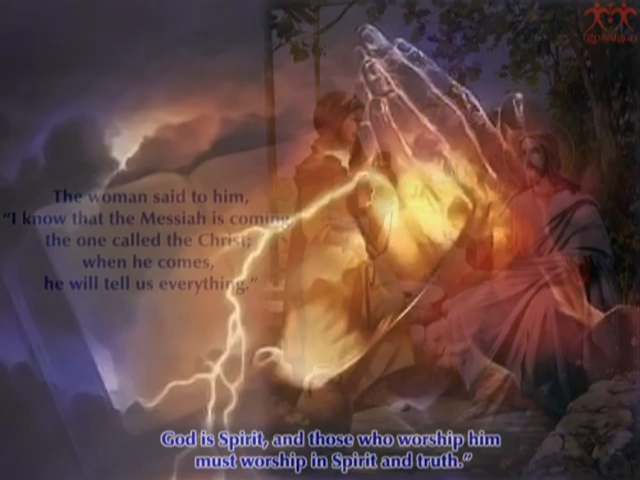 The woman said to him,
"I know that the Messiah is coming,
the one called the Christ;
when he comes,
he will tell us everything."
God is Spirit, and those who worship him
must worship in Spirit and truth."